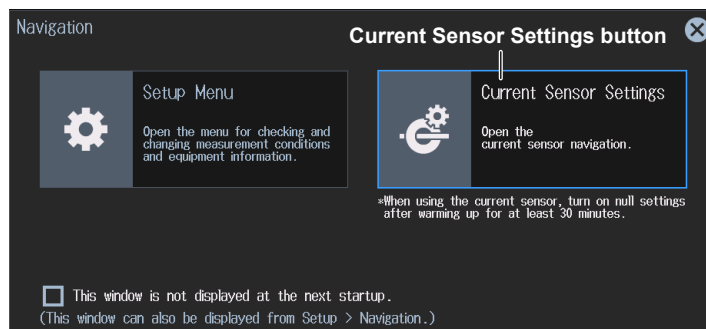 Navigation
Current Sensor Settings button
Setup Menu
Open the menu for checking and
changing measurement conditions
and equipment information.
Current Sensor Settings
Open the
current sensor navigation.
*When using the current sensor, turn on null settings
after warming up for at least 30 minutes.
This window is not displayed at the next startup.
(This window can also be displayed from Setup > Navigation.)